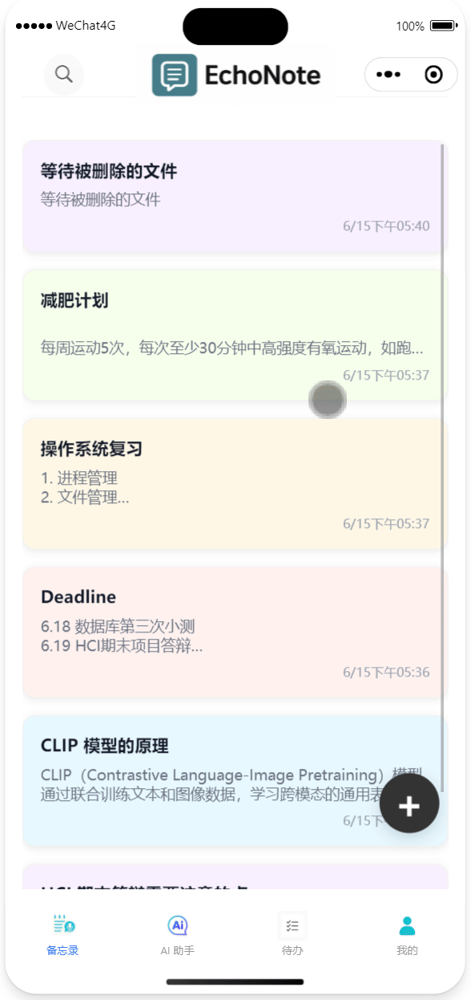 WeChat4G
100%
EchoNote
等待被删除的文件
等待被删除的文件
6/15下午05:40
减肥计划
每周运动5次，每次至少30分钟中高强度有氧运动，如跑...
6/15下午05:37
操作系统复习
1. 进程管理
2. 文件管理...
6/15下午05:37
Deadline
6.18 数据库第三次小测
6.19 HCI期末项目答辩...
6/15下午05:36
CLIP 模型的原理
CLIP（Contrastive Language-Image Pretraining）模型
通过联合训练文本和图像数据，学习跨模态的通用表
6/15下
+
备忘录
Ai
AI 助手
待办
我的